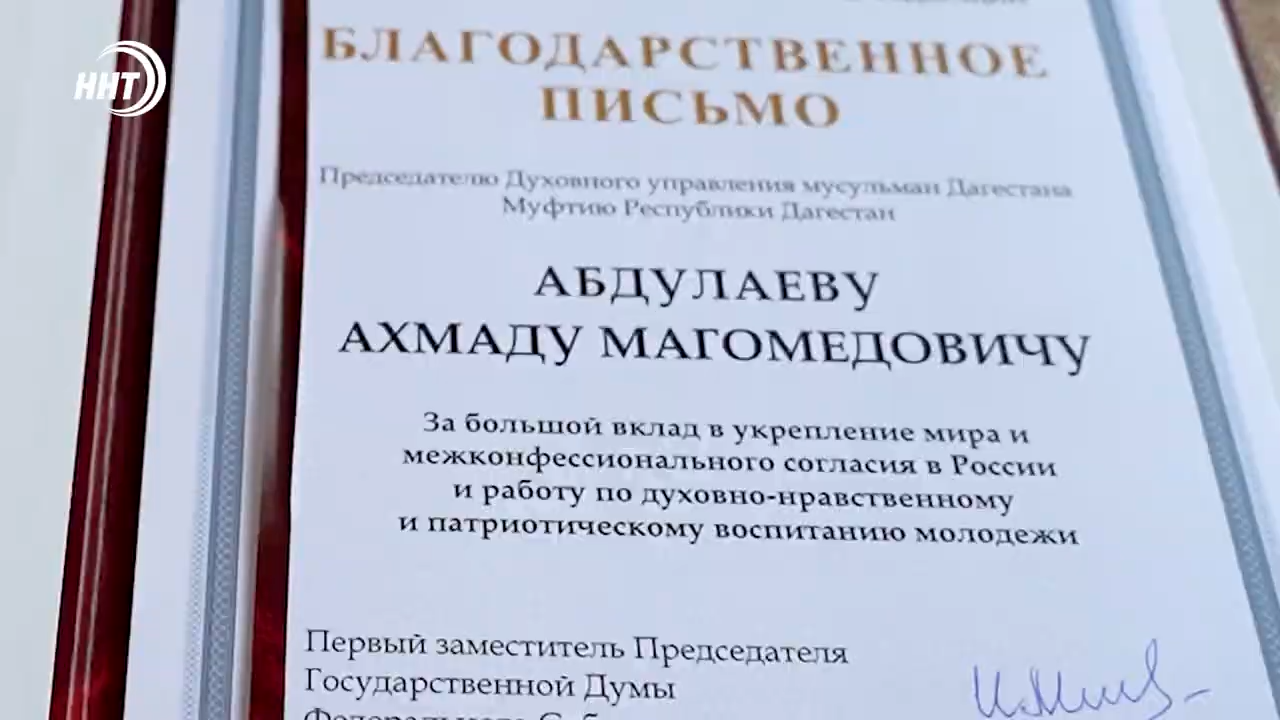 ННТ
БЛАГОДАРСТВЕННОЕ
ПИСЬМО
Председателю Духовного управления мусульман Дагестана
Муфтию Республики Дагестан
АБДУЛАЕВУ
АХМАДУ МАГОМЕДОВИЧУ
За большой вклад в укрепление мира и
межконфессионального согласия в России
и работу по духовно-нравственному
и патриотическому воспитанию молодежи
Первый заместитель Председателя
Государственной Думы
Федерального